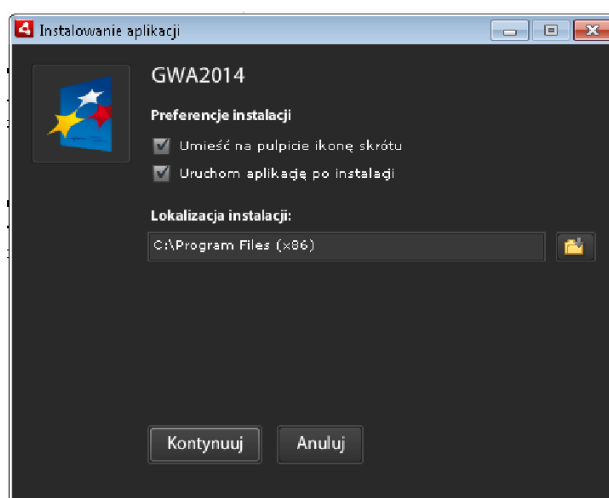 Instalowanie aplikacji
GWA2014
Preferencje instalacji
Umieść na pulpicie ikonę skrótu
Uruchom aplikację po instalacji
Lokalizacja instalacji:
C:\Program Files (x86)
Kontynuuj
Anuluj